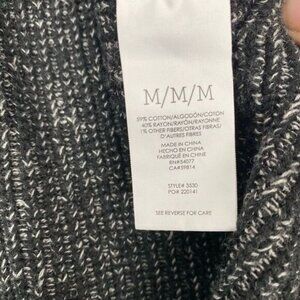 M/M/M
59% COTTON/ALGODÓN/COTON
40% RAYON/RAYÓN/RAYONNE
1% OTHER FIBERS/OTRAS FIBRAS/
D'AUTRES FIBRES
MADE IN CHINA
HECHO EN CHINA
FABRIQUÉ EN CHINE
RN#54077
CA#59814
STYLE# 3530
PO# 220141
SEE REVERSE FOR CARE